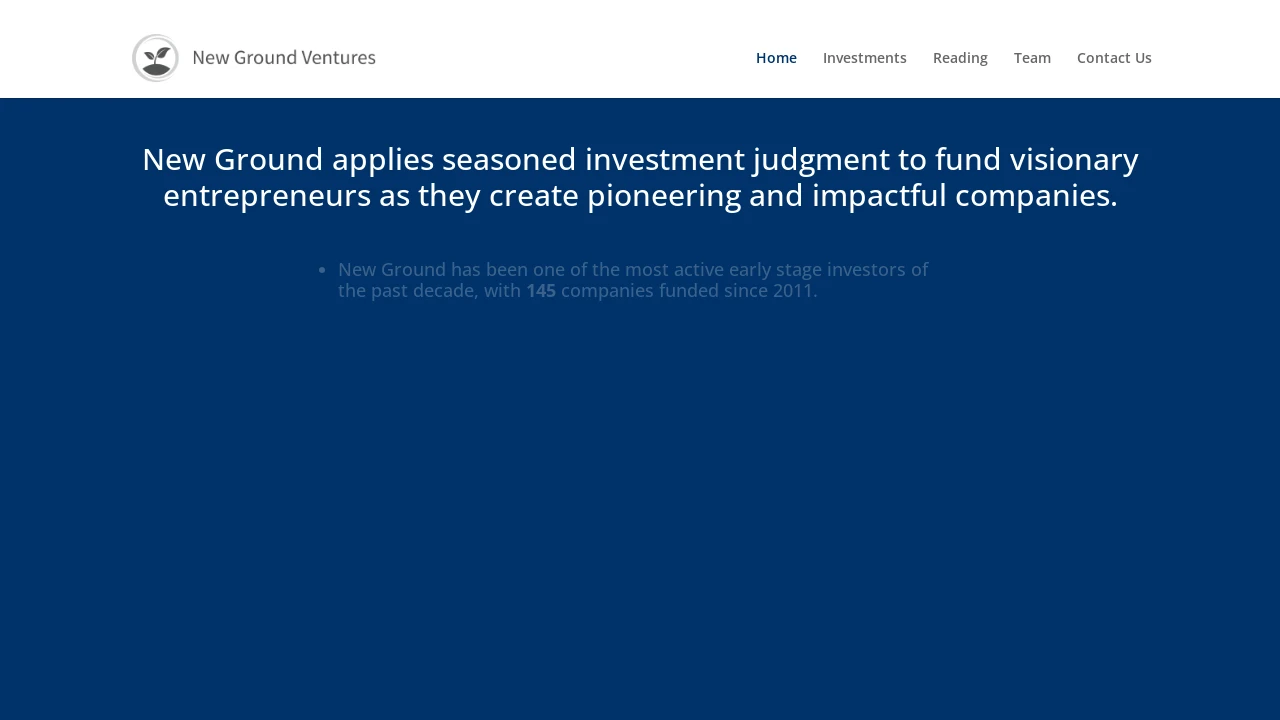 New Ground Ventures
Home Investments Reading Team Contact Us
New Ground applies seasoned investment judgment to fund visionary
entrepreneurs as they create pioneering and impactful companies.
• New Ground has been one of the most active early stage investors of
the past decade, with 145 companies funded since 2011.